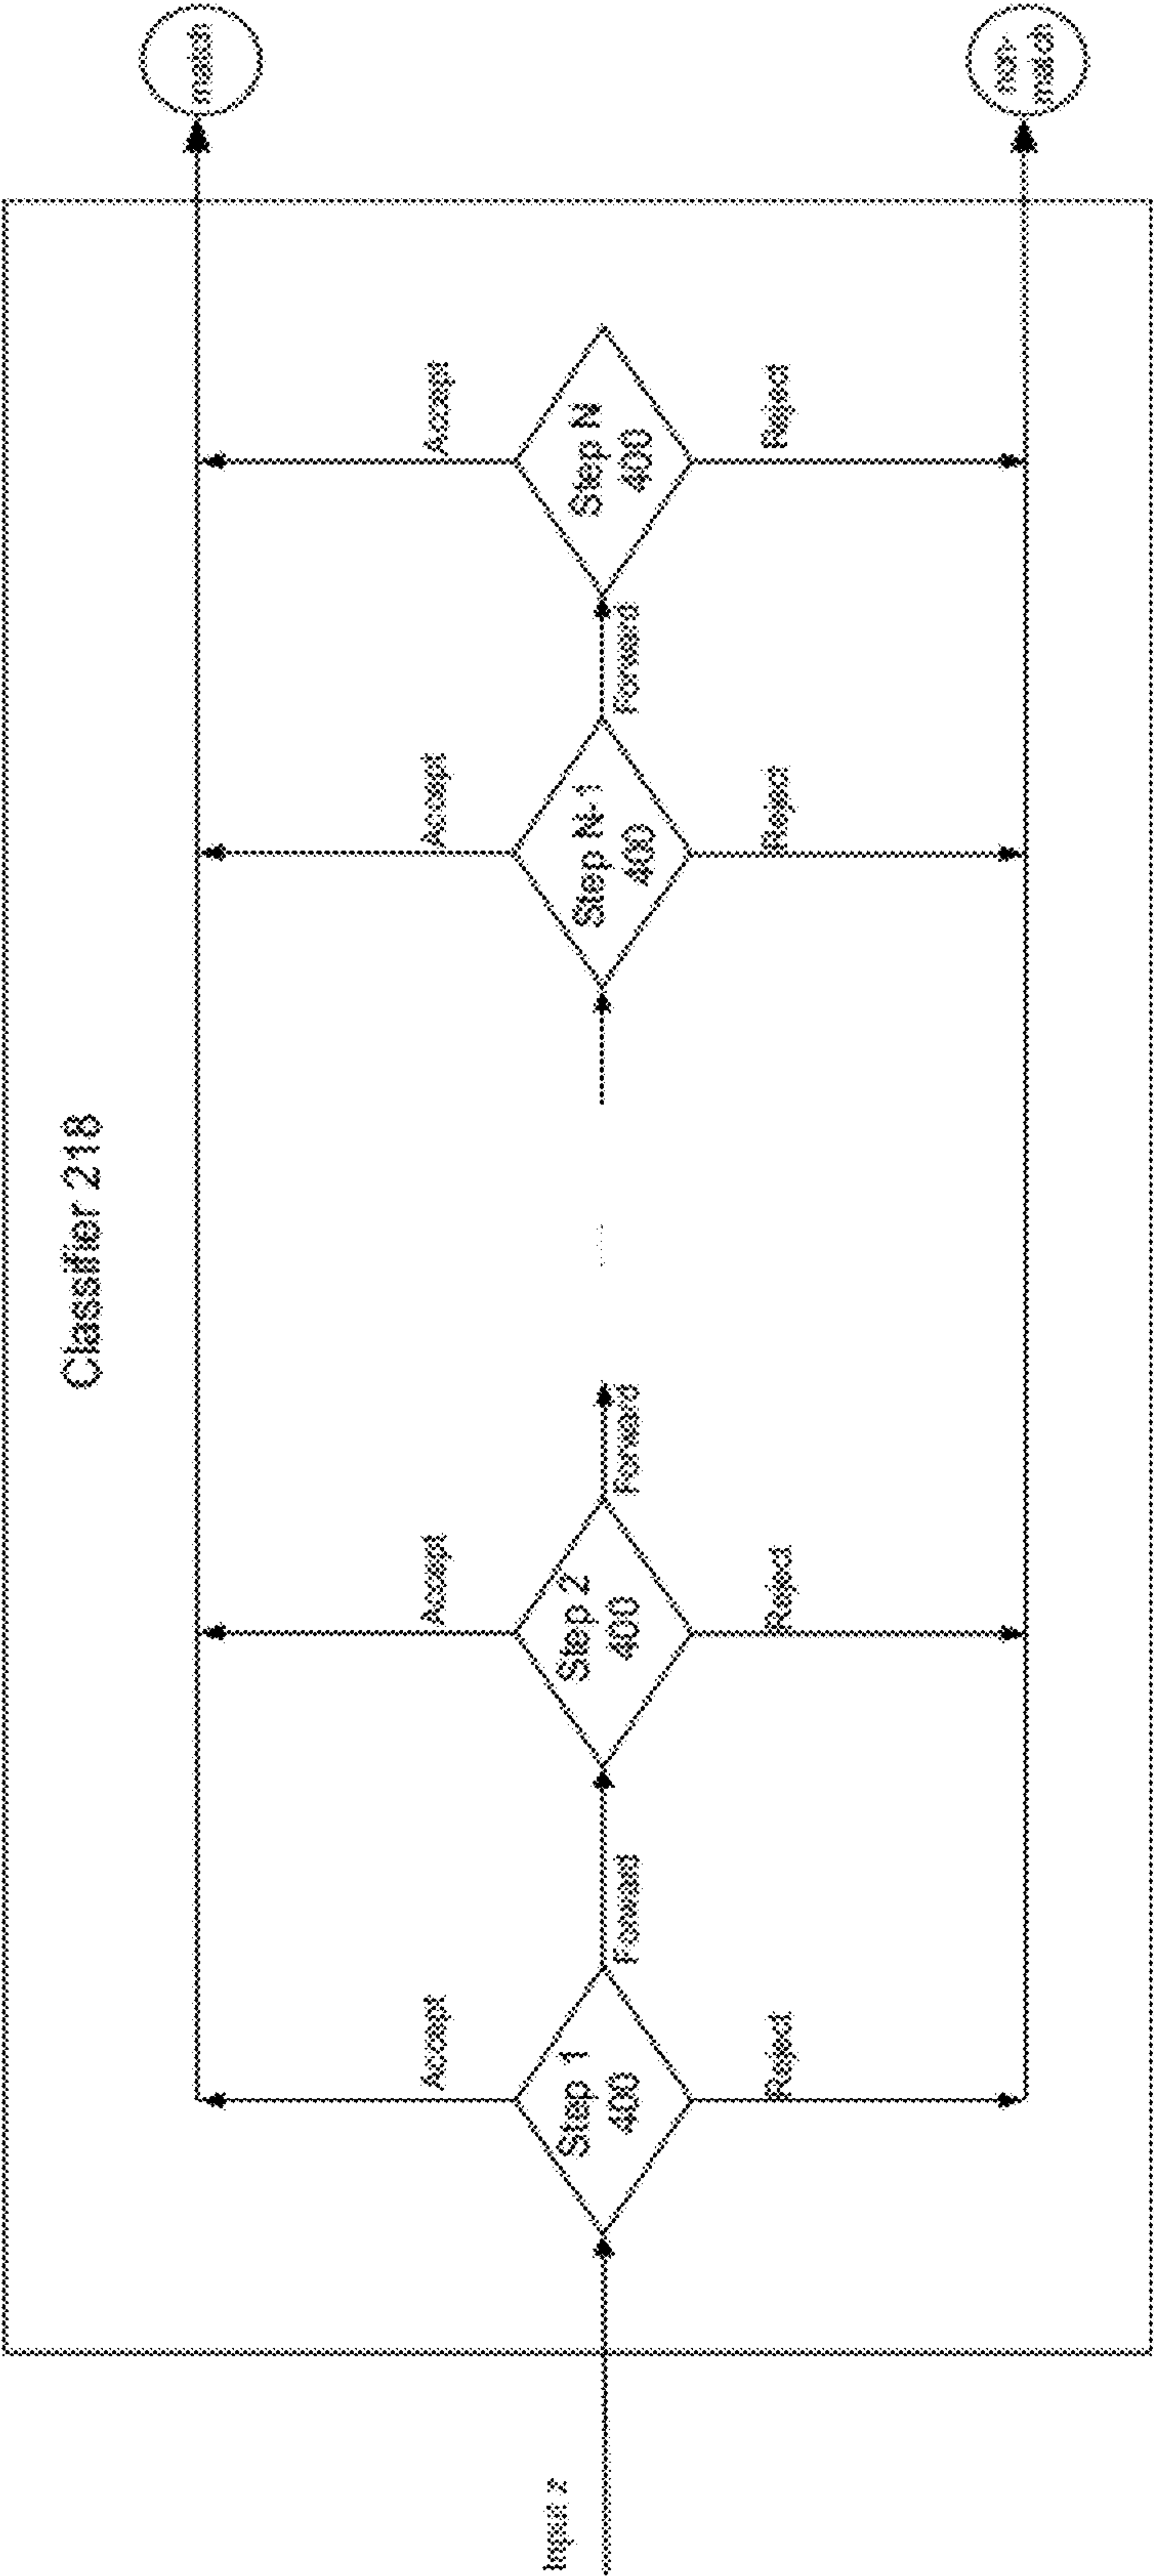 Classifier 218
Input z
Step 1
400
Accept
Reject
Forward
Step 2
400
Accept
Reject
Forward
Step N-1
400
Accept
Reject
Forward
Step N
400
Accept
Reject
match
non-
match